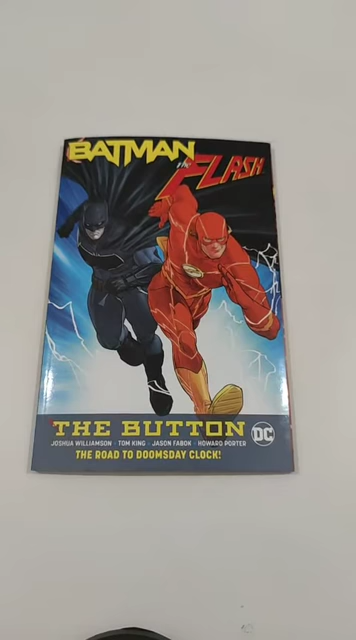 BATMAN
THE FLASH
THE BUTTON
JOSHUA WILLIAMSON · TOM KING · JASON FABOK · HOWARD PORTER
DC
THE ROAD TO DOOMSDAY CLOCK!